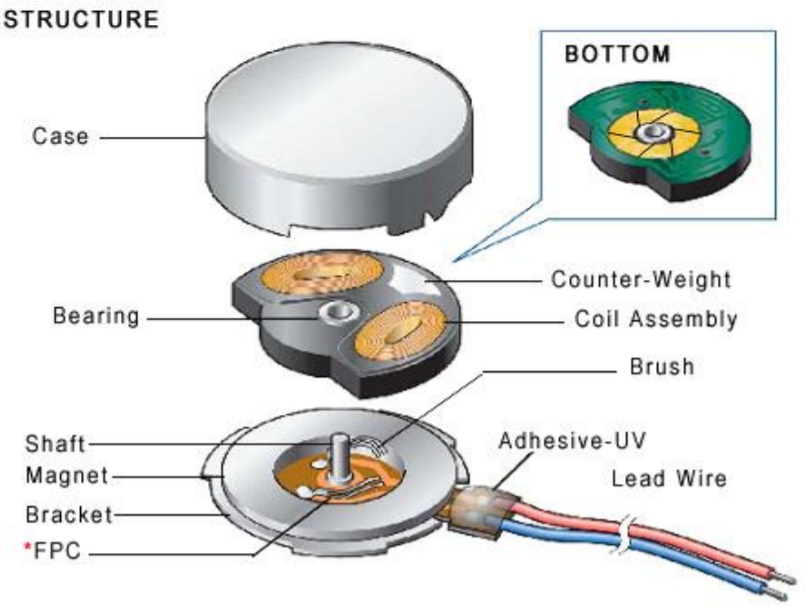 STRUCTURE
BOTTOM
Case
Counter-Weight
Bearing
Coil Assembly
Brush
Shaft
Adhesive-UV
Magnet
Lead Wire
Bracket
*FPC